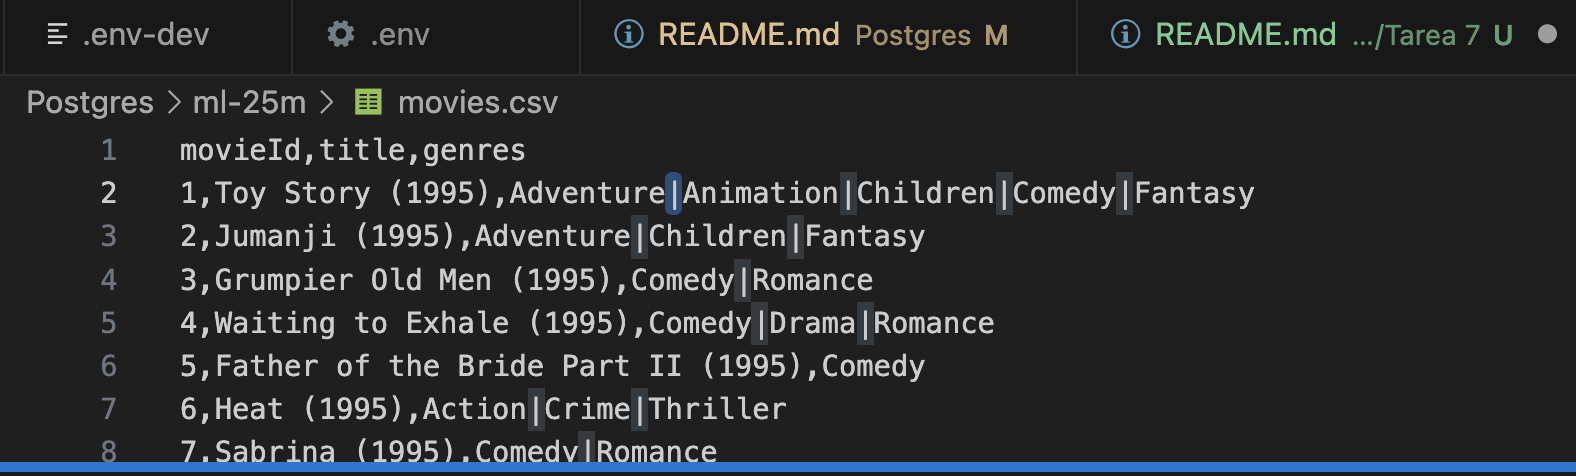 .env-dev .env README.md Postgres M README.md .../Tarea 7 U
Postgres > ml-25m > movies.csv
1 movieId,title,genres
2 1,Toy Story (1995),Adventure|Animation|Children|Comedy|Fantasy
3 2,Jumanji (1995),Adventure|Children|Fantasy
4 3,Grumpier Old Men (1995),Comedy|Romance
5 4,Waiting to Exhale (1995),Comedy|Drama|Romance
6 5,Father of the Bride Part II (1995),Comedy
7 6,Heat (1995),Action|Crime|Thriller
8 7,Sabrina (1995),Comedy|Romance